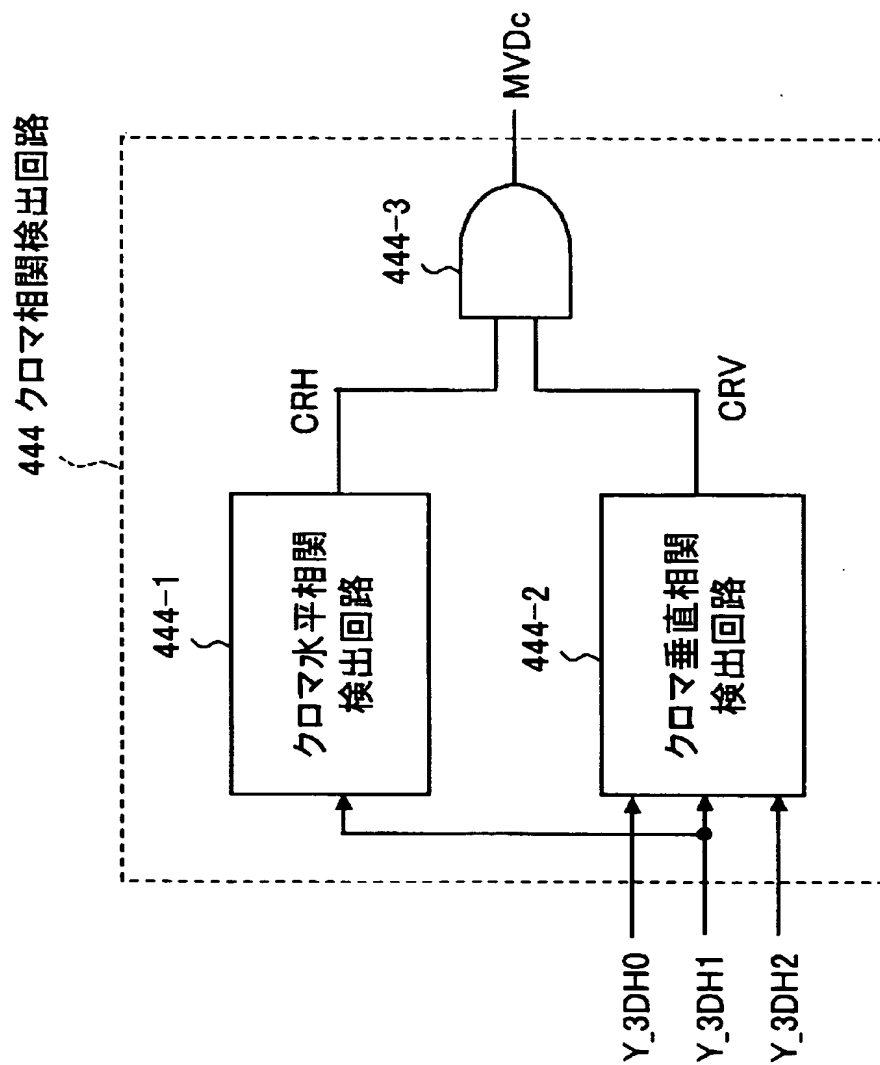 444 クロマ相関検出回路
444-1
クロマ水平相関
検出回路
CRH
444-3
MVDc
444-2
クロマ垂直相関
検出回路
CRV
Y_3DH0
Y_3DH1
Y_3DH2